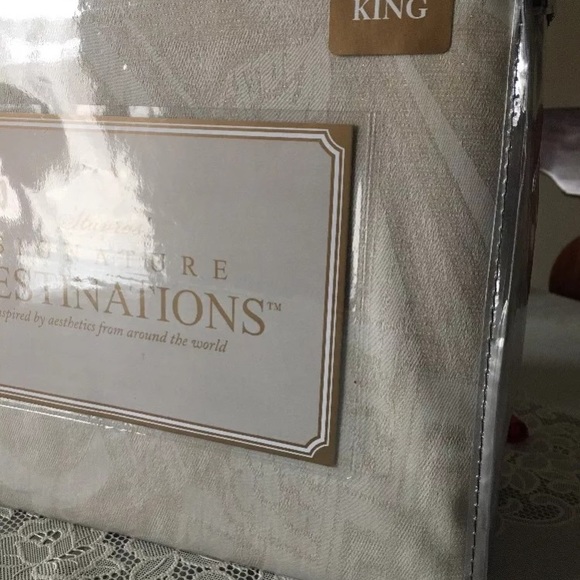 KING
SIGNATURE
ESTINATIONS™
nspired by aesthetics from around the world